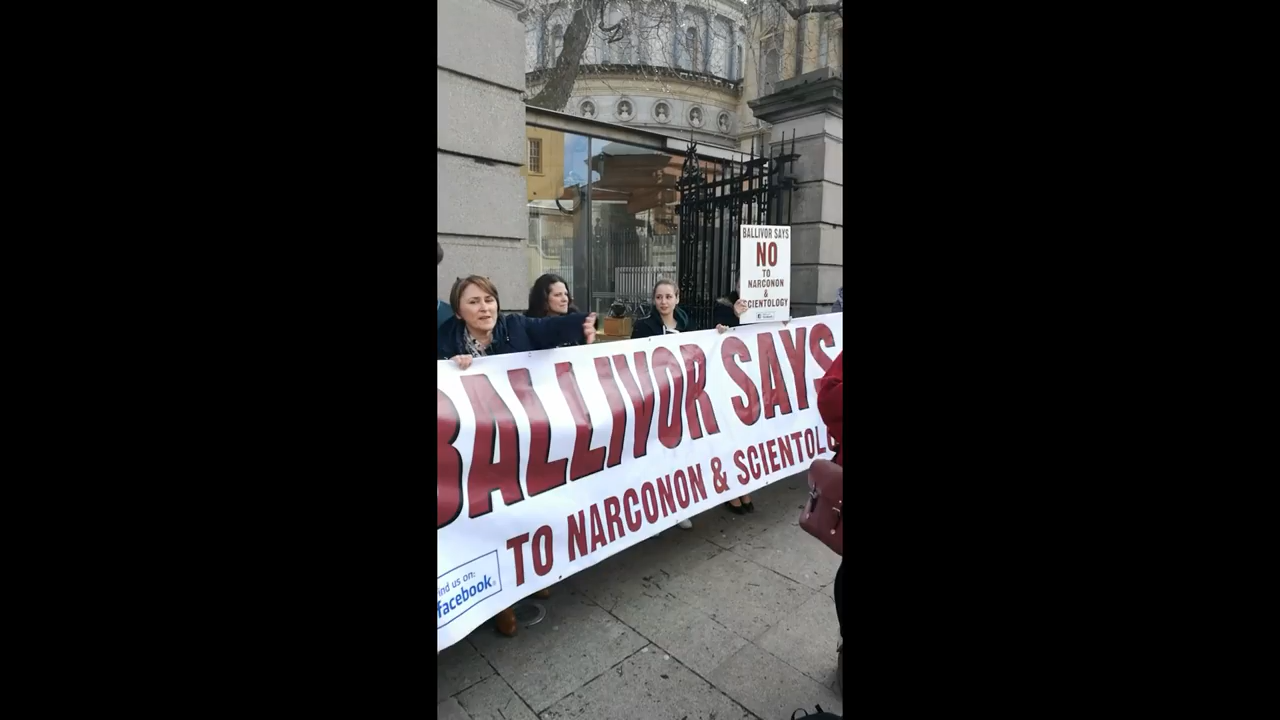 BALLIVOR SAYS
NO
TO
NARCONON
&
SCIENTOLOGY
BALLIVOR SAYS
TO NARCONON & SCIENTOLO
ind us on:
facebook